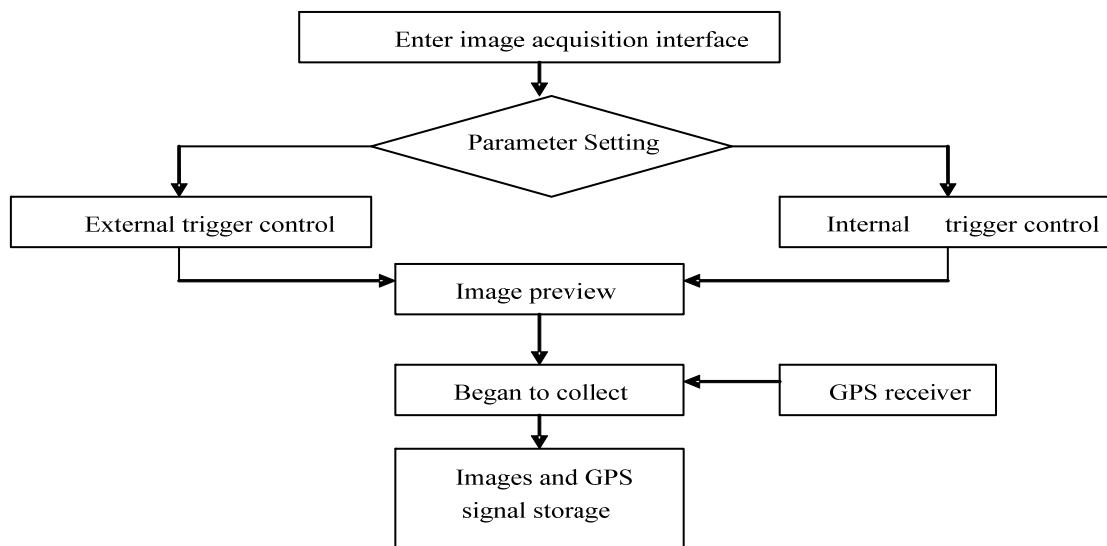 Enter image acquisition interface
Parameter Setting
External trigger control
Internal trigger control
Image preview
Began to collect
GPS receiver
Images and GPS
signal storage